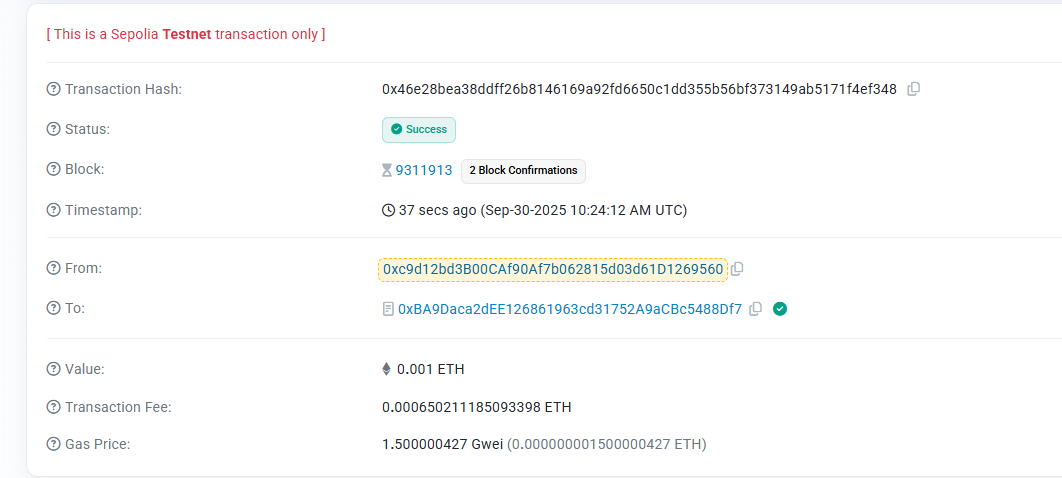 [ This is a Sepolia Testnet transaction only ]
Transaction Hash: 0x46e28bea38ddff26b8146169a92fd6650c1dd355b56bf373149ab5171f4ef348
Status: Success
Block: 9311913 2 Block Confirmations
Timestamp: 37 secs ago (Sep-30-2025 10:24:12 AM UTC)
From: 0xc9d12bd3B00CAf90Af7b062815d03d61D1269560
To: 0xBA9Daca2dEE126861963cd31752A9aCBc5488Df7
Value: 0.001 ETH
Transaction Fee: 0.000650211185093398 ETH
Gas Price: 1.500000427 Gwei (0.000000001500000427 ETH)